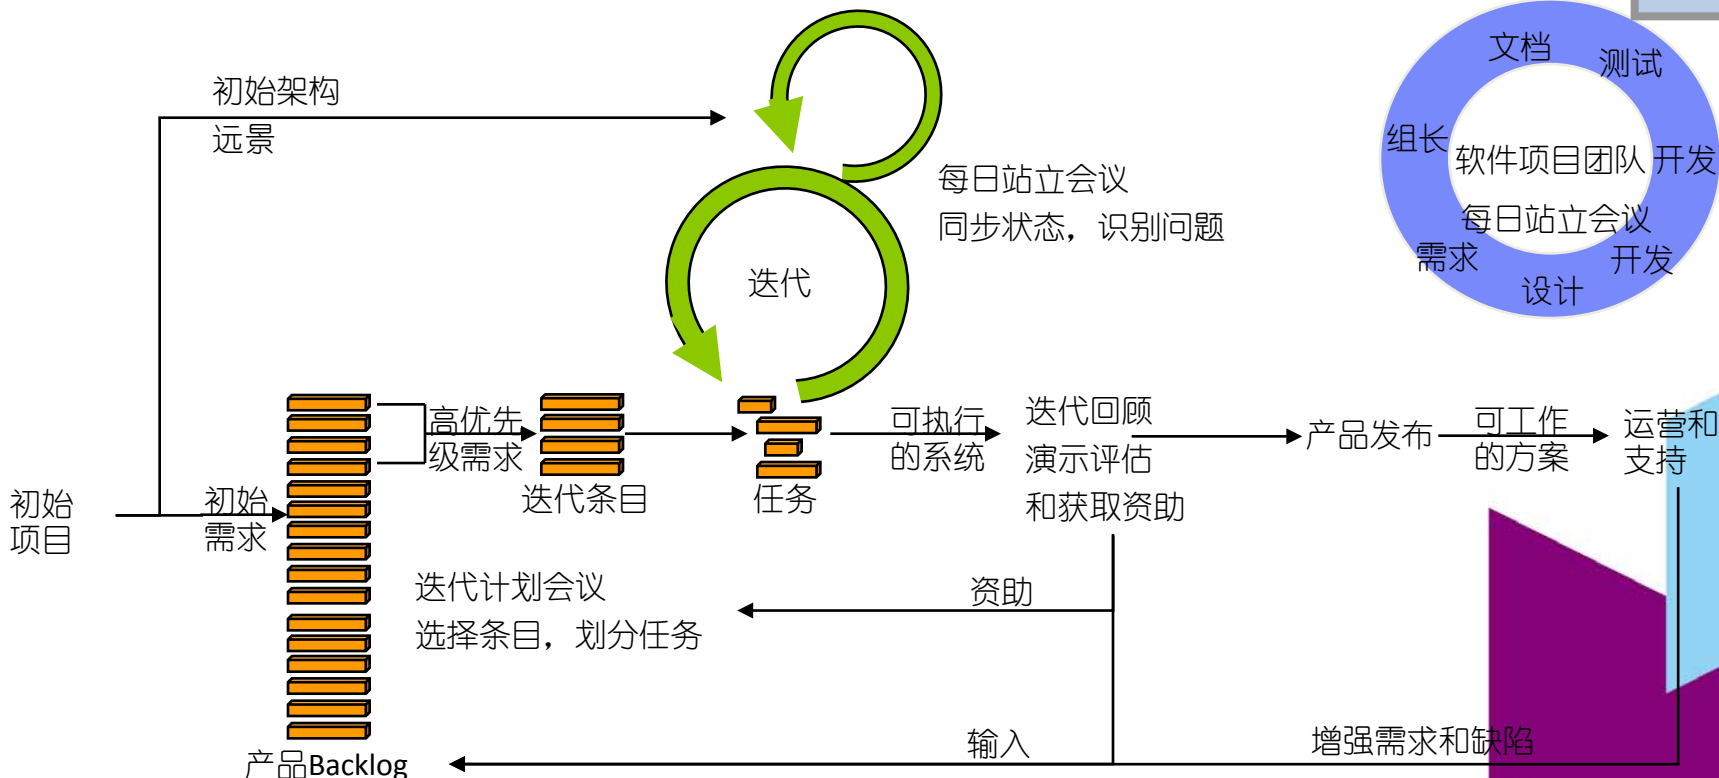 文档
测试
初始架构
远景
组长
软件项目团队
开发
每日站立会议
同步状态，识别问题
每日站立会议
需求
开发
设计
迭代
高优先
级需求
可执行
的系统
迭代回顾
演示评估
和获取资助
产品发布
可工作
的方案
运营和
支持
初始
项目
初始
需求
迭代条目
任务
迭代计划会议
选择条目，划分任务
资助
输入
增强需求和缺陷
产品Backlog